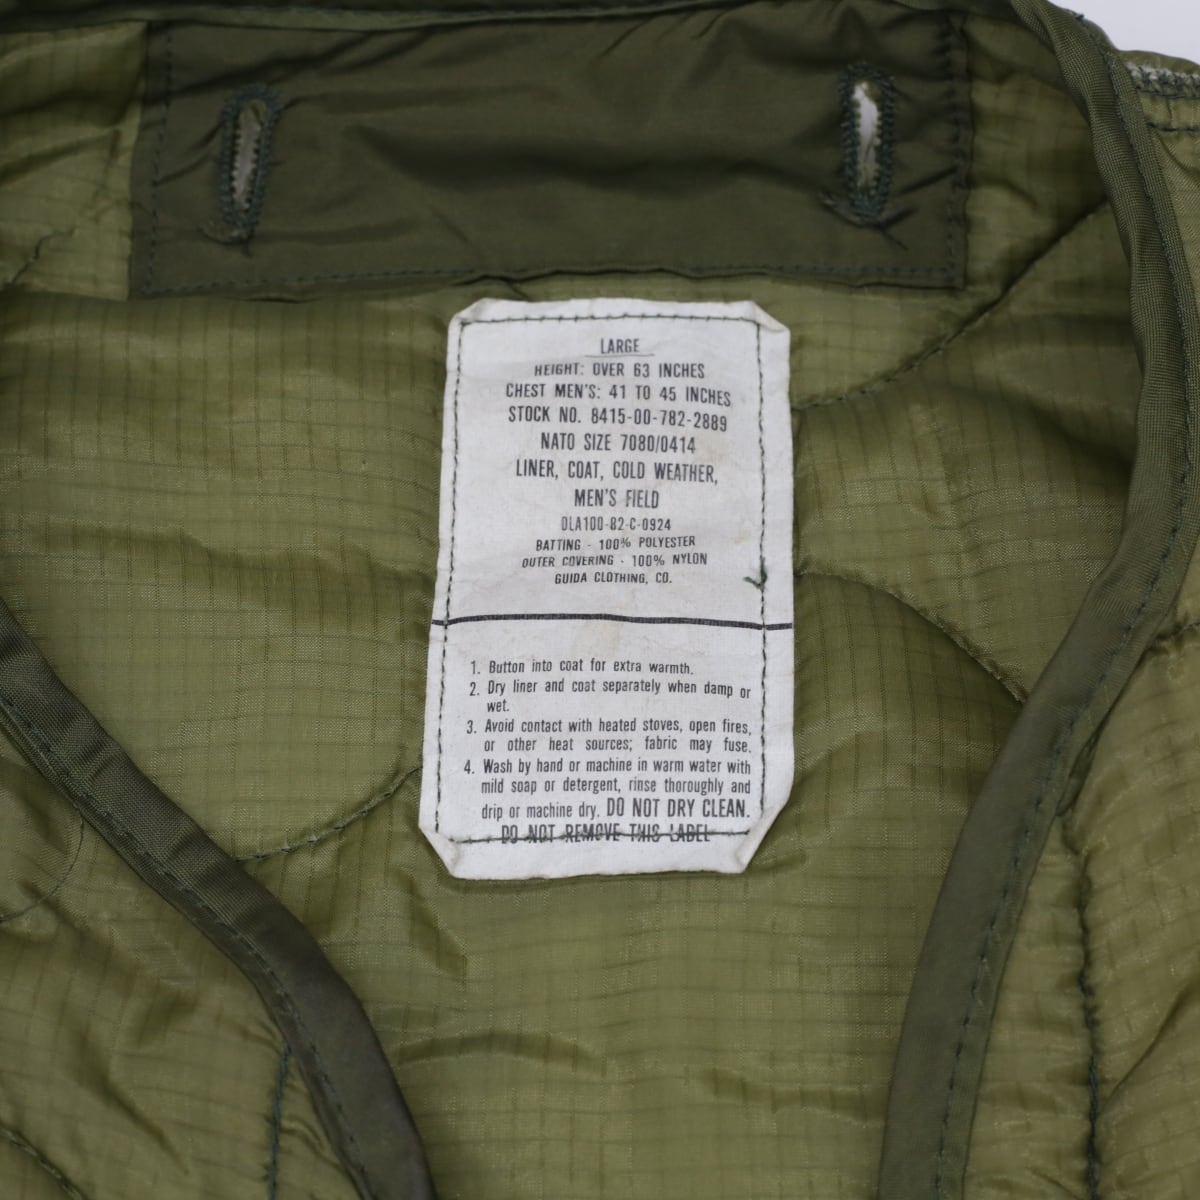 LARGE
HEIGHT: OVER 63 INCHES
CHEST MEN'S: 41 TO 45 INCHES
STOCK NO. 8415-00-782-2889
NATO SIZE 7080/0414
LINER, COAT, COLD WEATHER,
MEN'S FIELD
DLA100-82-C-0924
BATTING - 100% POLYESTER
OUTER COVERING - 100% NYLON
GUIDA CLOTHING, CO.
1. Button into coat for extra warmth.
2. Dry liner and coat separately when damp or
wet.
3. Avoid contact with heated stoves, open fires,
or other heat sources; fabric may fuse.
4. Wash by hand or machine in warm water with
mild soap or detergent, rinse thoroughly and
drip or machine dry. DO NOT DRY CLEAN.
DO NOT REMOVE THIS LABEL